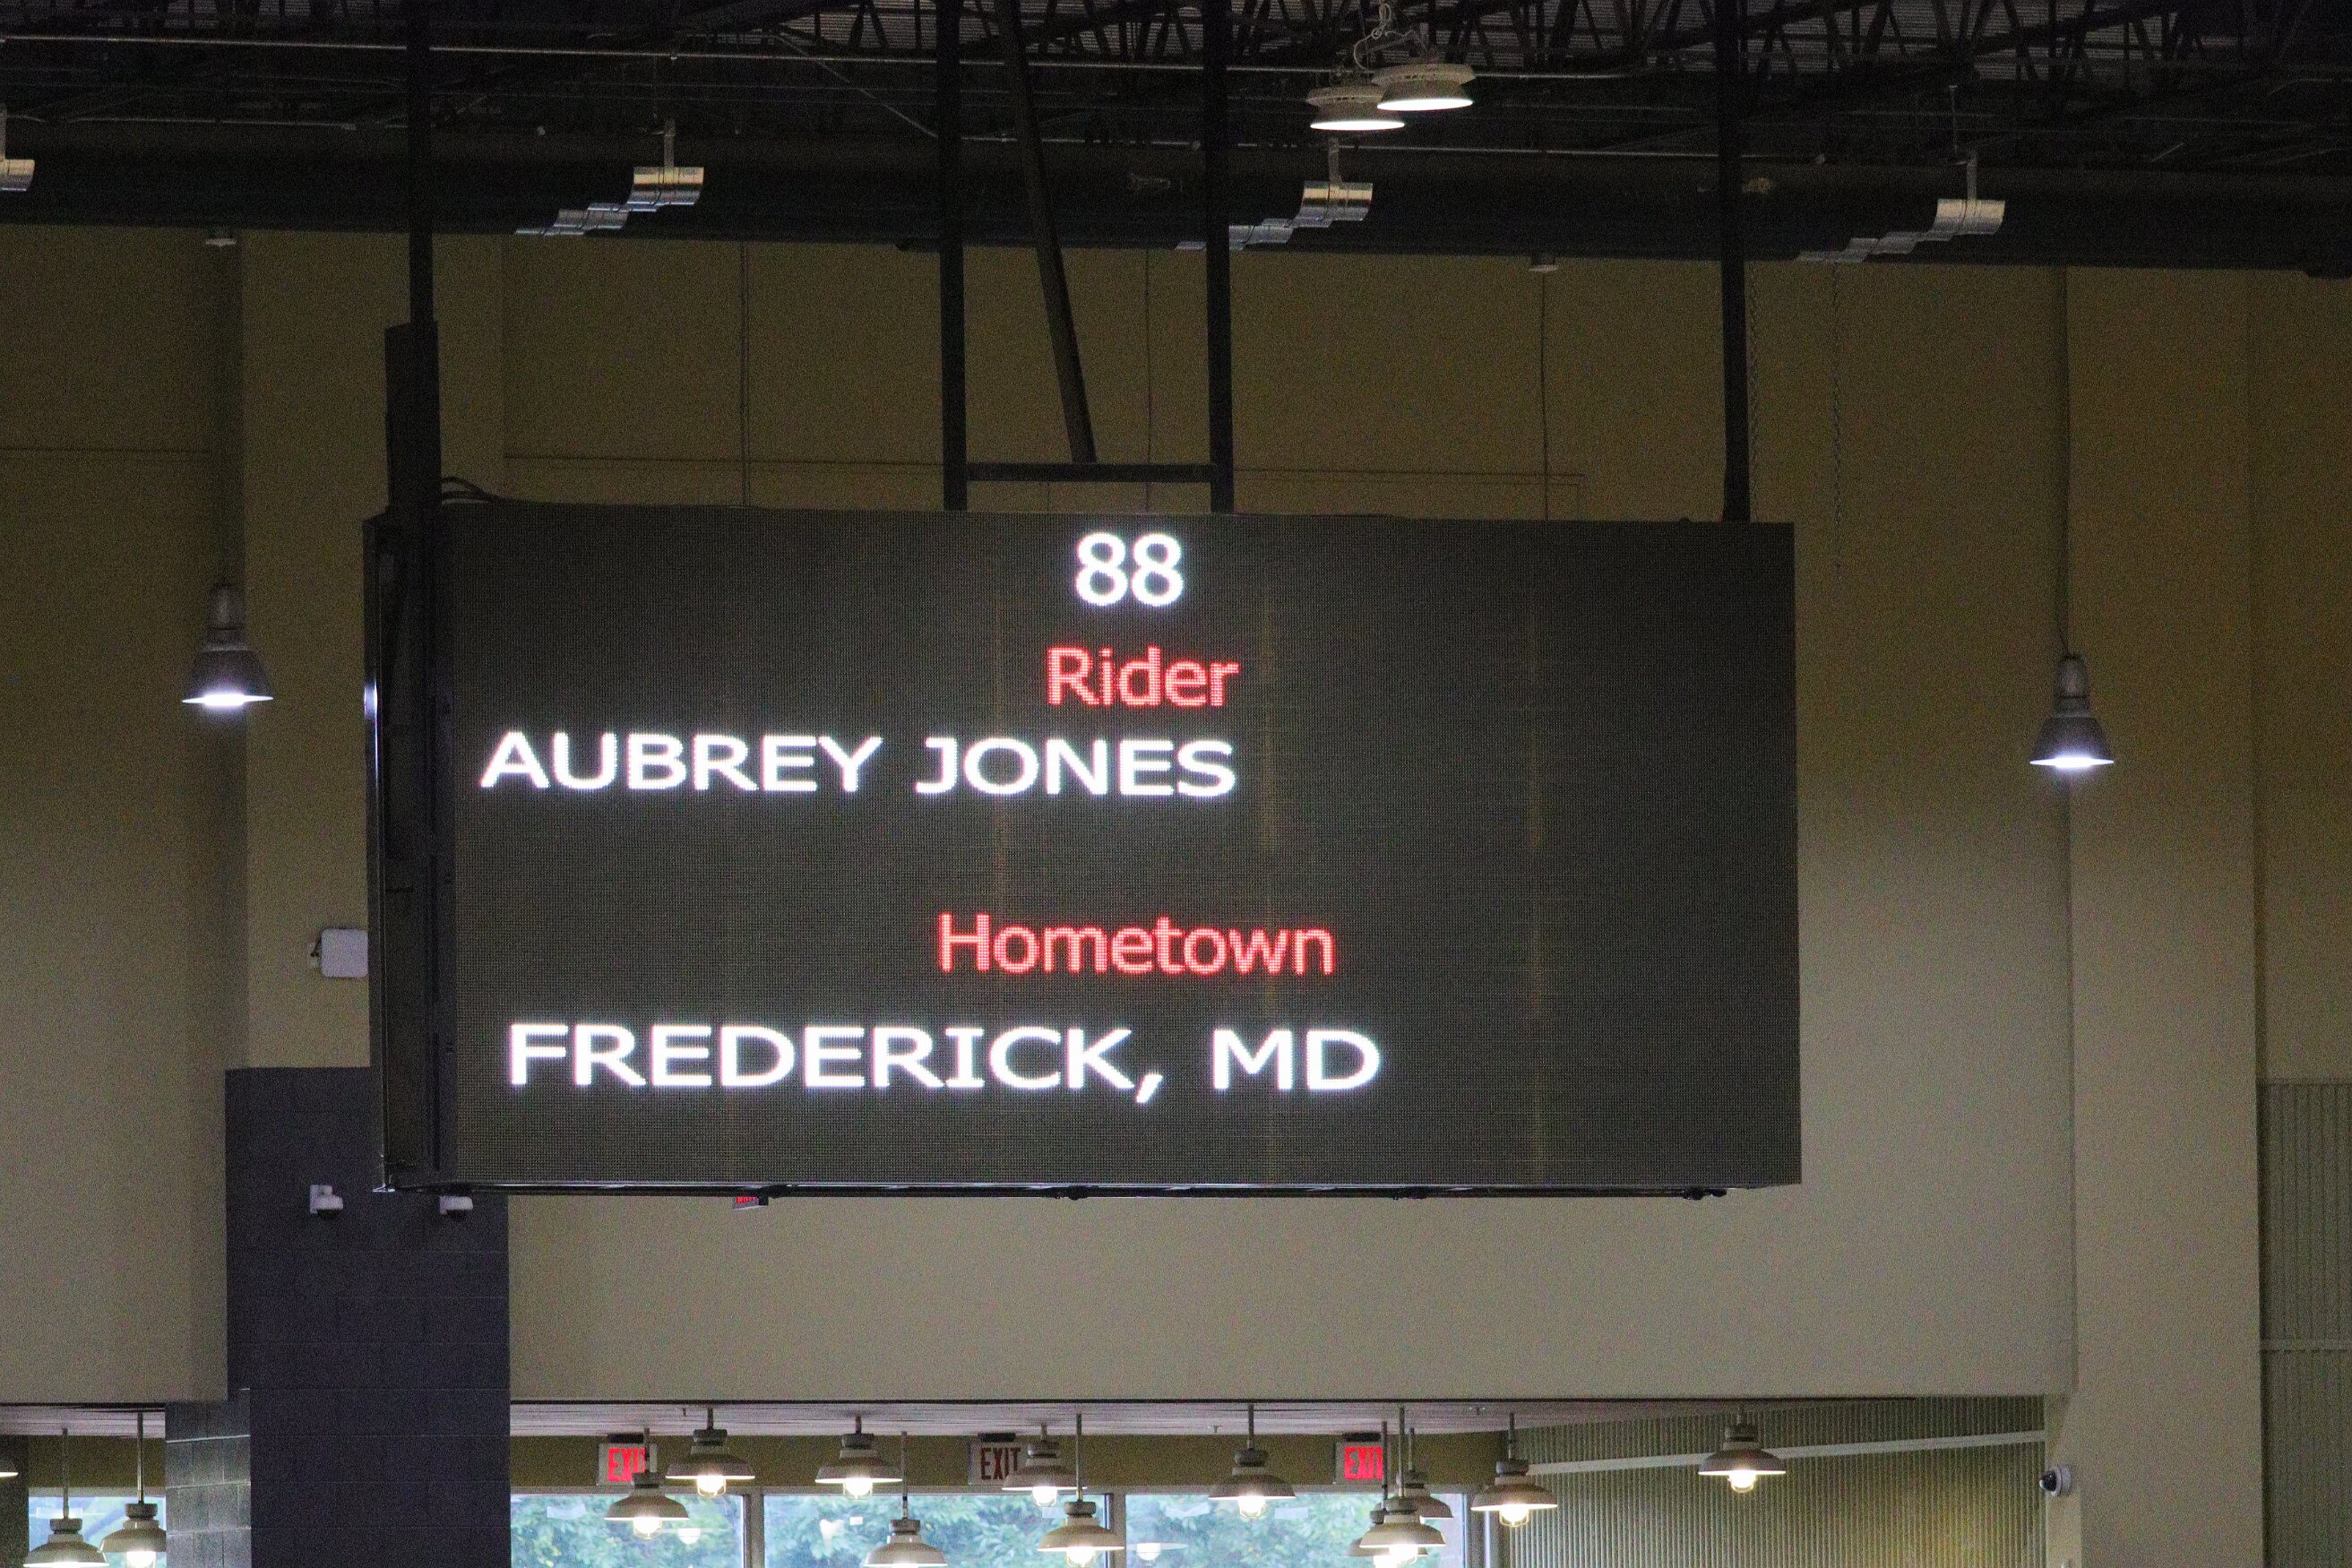 88
Rider
AUBREY JONES
Hometown
FREDERICK, MD
EXIT
EXIT
EXIT